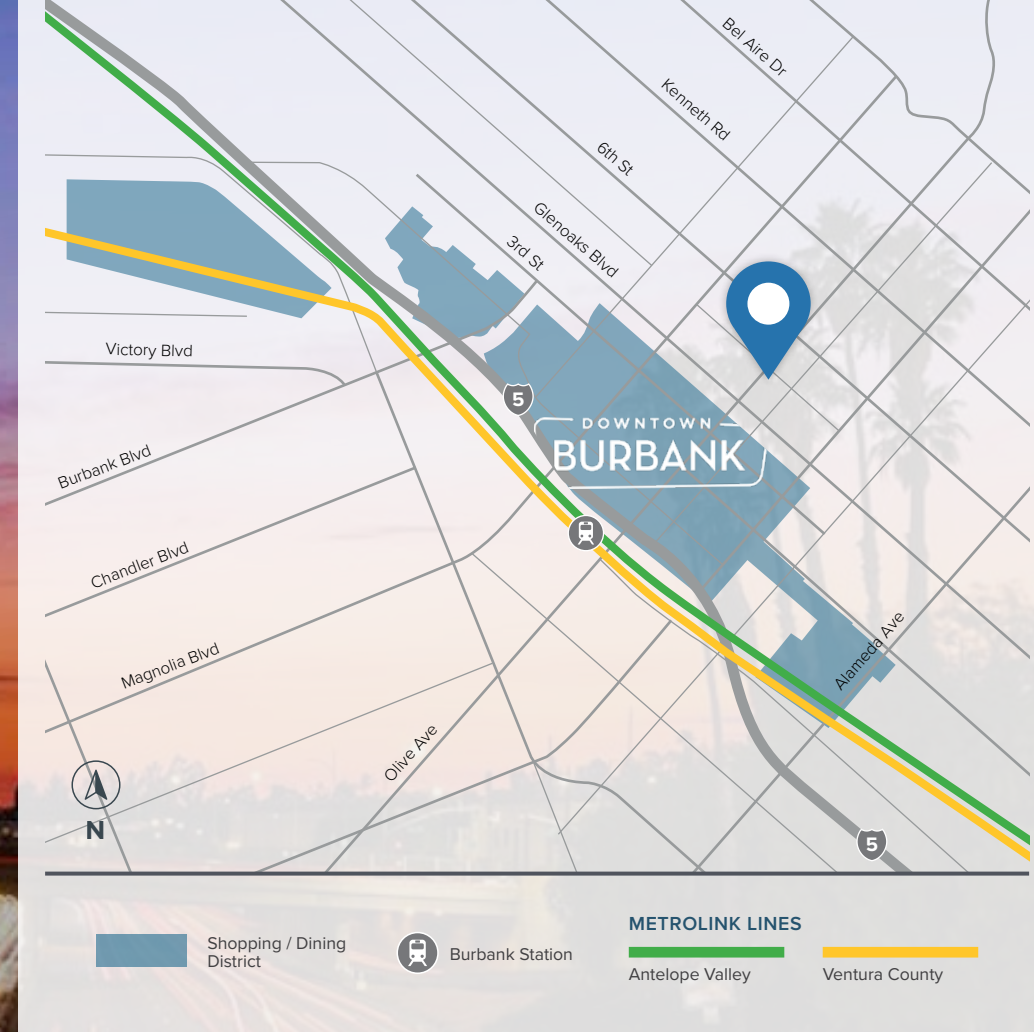 Bel Aire Dr
Kenneth Rd
6th St
Glenoaks Blvd
3rd St
Victory Blvd
5
DOWNTOWN
BURBANK
Burbank Blvd
Chandler Blvd
Magnolia Blvd
Alameda Ave
Olive Ave
N
5
METROLINK LINES
Shopping / Dining
District
Burbank Station
Antelope Valley
Ventura County